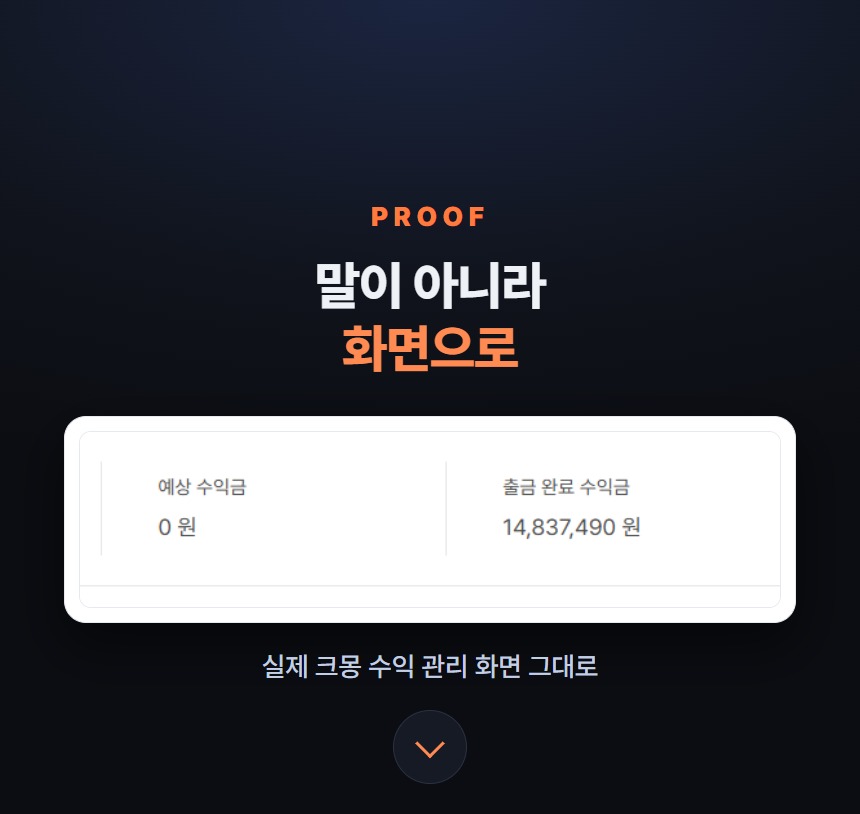 PROOF
말이 아니라
화면으로
예상 수익금
0 원
출금 완료 수익금
14,837,490 원
실제 크몽 수익 관리 화면 그대로